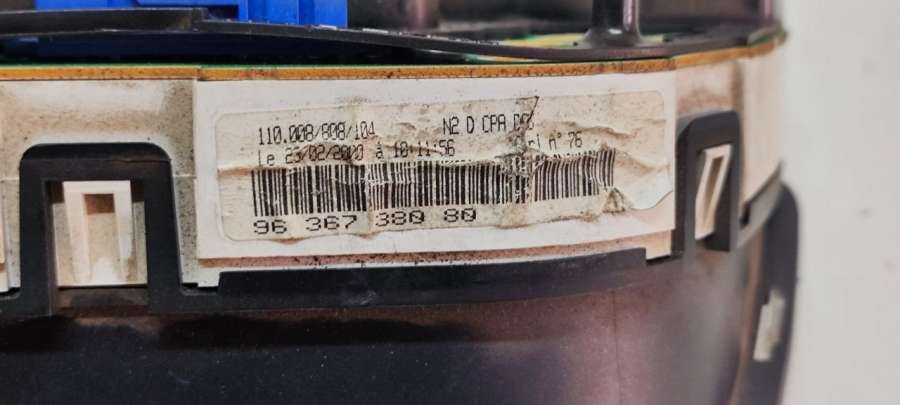 110.008/808/104 N2 D CPA
Le 23/02/2000 à 10:11:56 n° 76
96 367 380 80